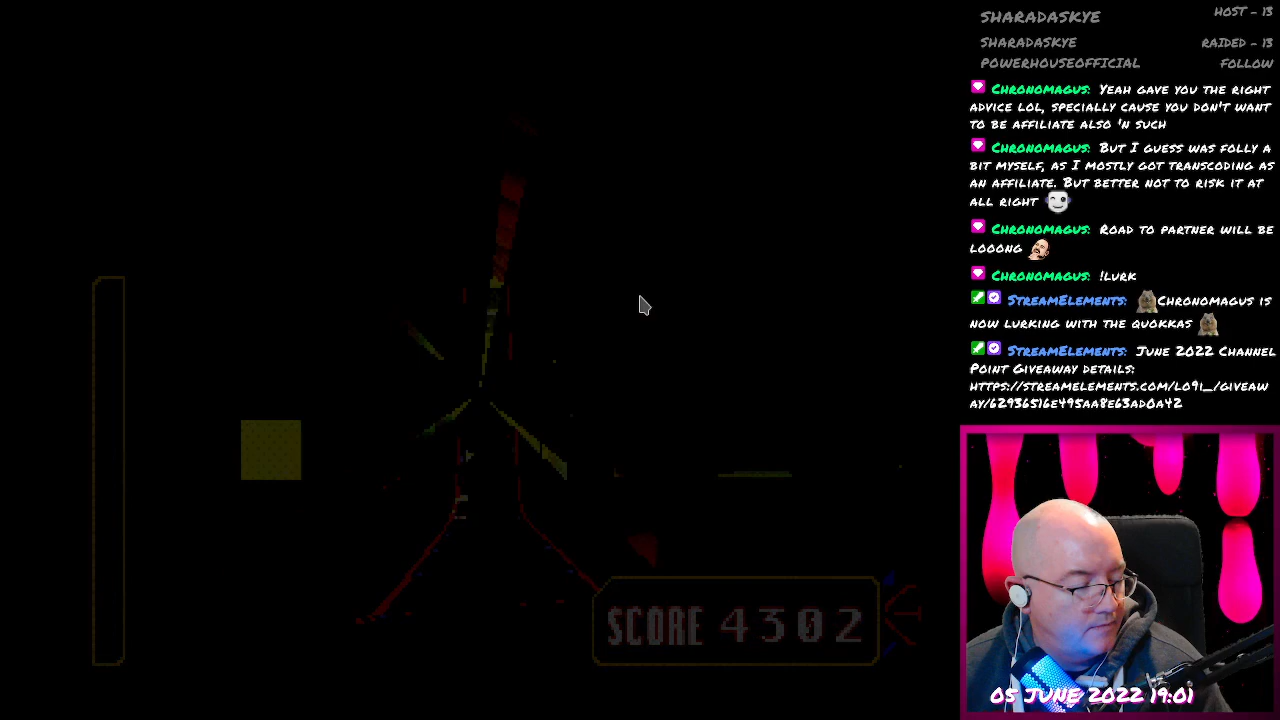 SHARADASKYE HOST - 13
SHARADASKYE RAIDED - 13
POWERHOUSEOFFICIAL FOLLOW
CHRONOMAGUS: YEAH GAVE YOU THE RIGHT
ADVICE LOL, SPECIALLY CAUSE YOU DON'T WANT
TO BE AFFILIATE ALSO 'N SUCH
CHRONOMAGUS: BUT I GUESS WAS FOLLY A
BIT MYSELF, AS I MOSTLY GOT TRANSCODING AS
AN AFFILIATE. BUT BETTER NOT TO RISK IT AT
ALL RIGHT
CHRONOMAGUS: ROAD TO PARTNER WILL BE
LOOONG
CHRONOMAGUS: !LURK
STREAMELEMENTS: CHRONOMAGUS IS
NOW LURKING WITH THE QUOKKAS
STREAMELEMENTS: JUNE 2022 CHANNEL
POINT GIVEAWAY DETAILS:
HTTPS://STREAMELEMENTS.COM/LO9I_/GIVEAW
AY/62936516E495AA8E63AD0A42
SCORE 4302
05 JUNE 2022 19:01